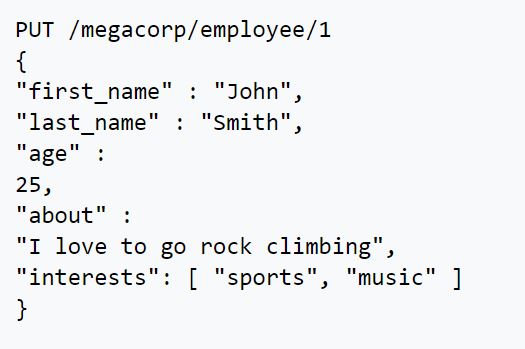 PUT /megacorp/employee/1
{
"first_name" : "John",
"last_name" : "Smith",
"age" :
25,
"about" :
"I love to go rock climbing",
"interests": [ "sports", "music" ]
}